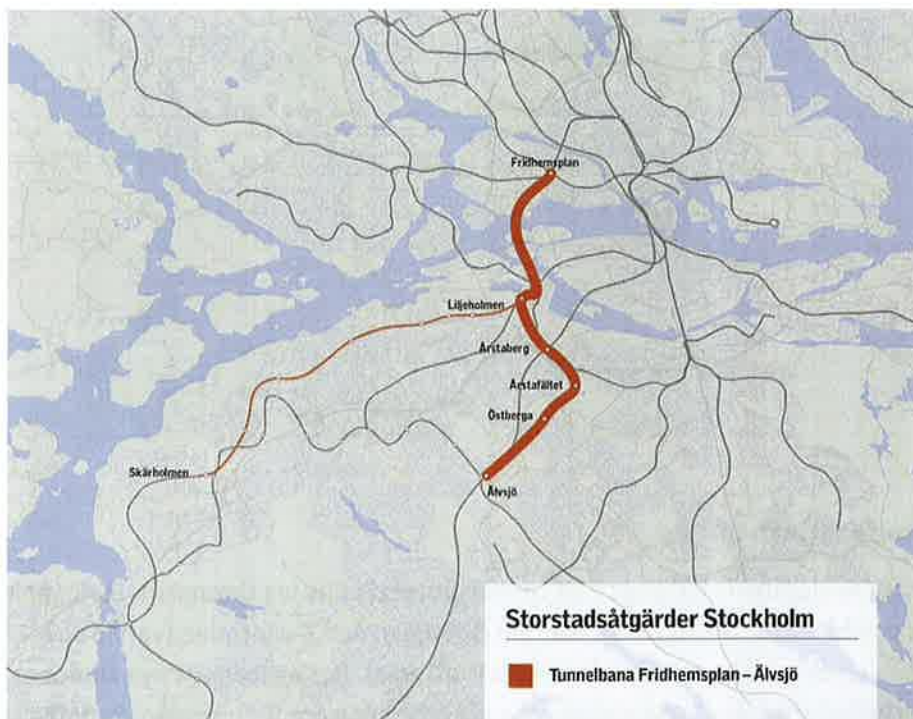 Fridhemsplan
Liljeholmen
Årstaberg
Årstafältet
Östberga
Skärholmen
Älvsjö
Storstadsåtgärder Stockholm
Tunnelbana Fridhemsplan – Älvsjö